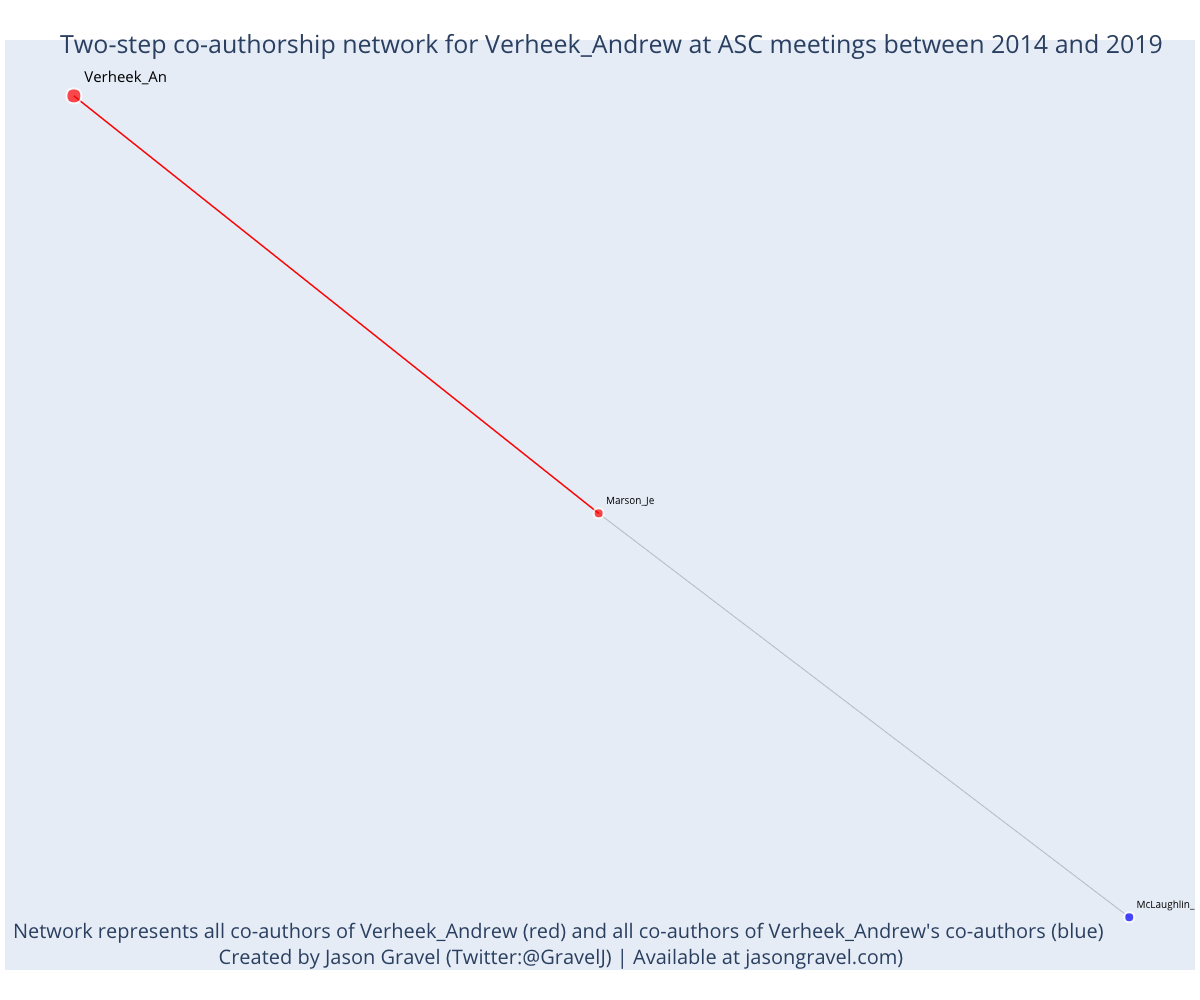 Two-step co-authorship network for Verheek_Andrew at ASC meetings between 2014 and 2019
Verheek_An
Marson_Je
McLaughlin_
Network represents all co-authors of Verheek_Andrew (red) and all co-authors of Verheek_Andrew's co-authors (blue)
Created by Jason Gravel (Twitter:@GravelJ) | Available at jasongravel.com)